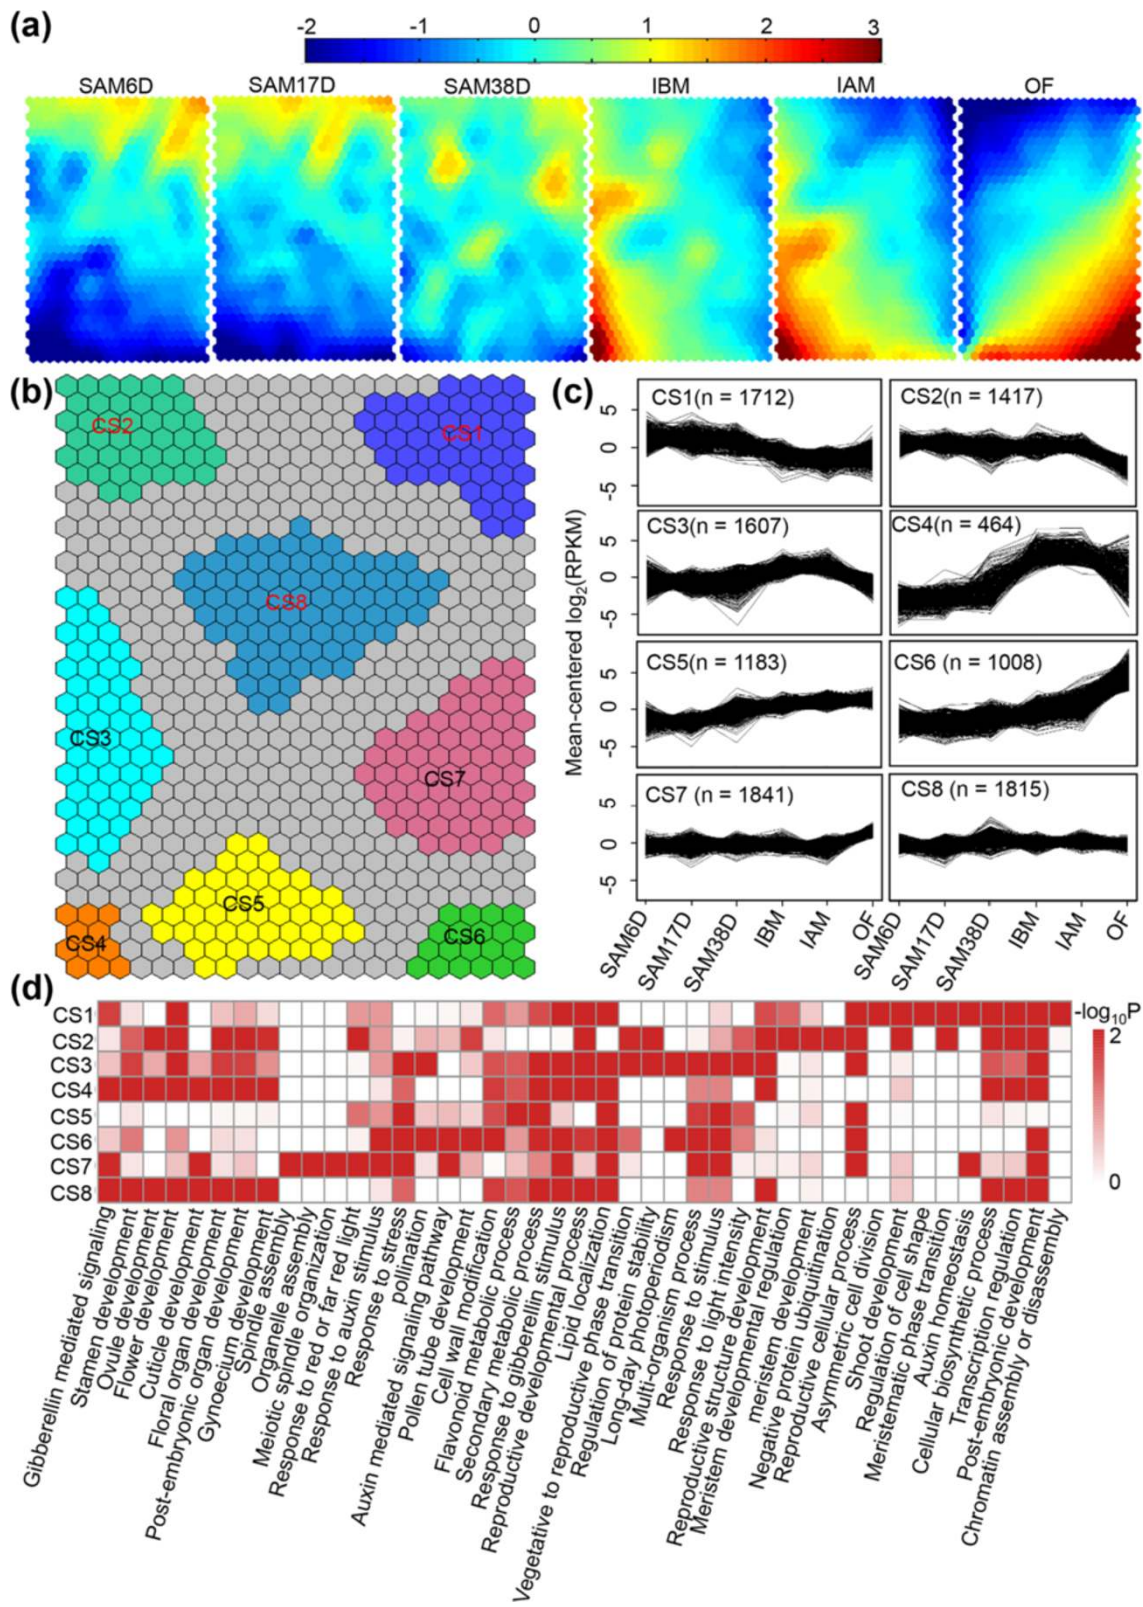 (a)
-2 -1 0 1 2 3
SAM6D SAM17D SAM38D IBM IAM OF
(b)
CS2
CS1
CS8
CS3
CS7
CS5
CS4
CS6
(c)
Mean-centered log2(RPKM)
CS1(n = 1712)
CS2(n = 1417)
5
0
-5
CS3(n = 1607)
CS4(n = 464)
5
0
-5
CS5(n = 1183)
CS6 (n = 1008)
5
0
-5
CS7 (n = 1841)
CS8 (n = 1815)
5
0
-5
SAM6D
SAM17D
SAM38D
IBM
IAM
OF
SAM6D
SAM17D
SAM38D
IBM
IAM
OF
(d)
CS1
CS2
CS3
CS4
CS5
CS6
CS7
CS8
-log10P
2
0
Gibberellin mediated signaling
Stamen development
Ovule development
Flower development
Cuticle development
Floral organ development
Post-embryonic organ development
Gynoecium development
Spindle assembly
Organelle assembly
Meiotic spindle organization
Response to red or far red light
Response to auxin stimulus
Response to stress
pollination
Auxin mediated signaling pathway
Pollen tube development
Cell wall modification
Flavonoid metabolic process
Secondary metabolic process
Response to gibberellin stimulus
Reproductive developmental process
Lipid localization
Vegetative to reproductive phase transition
Regulation of protein stability
Long-day photoperiodism
Multi-organism process
Response to stimulus
Response to light intensity
Reproductive structure development
Meristem developmental regulation
meristem development
Negative protein ubiquitination
Reproductive cellular process
Asymmetric cell division
Shoot development
Regulation of cell shape
Meristematic phase transition
Auxin homeostasis
Cellular biosynthetic process
Transcription regulation
Post-embryonic development
Chromatin assembly or disassembly